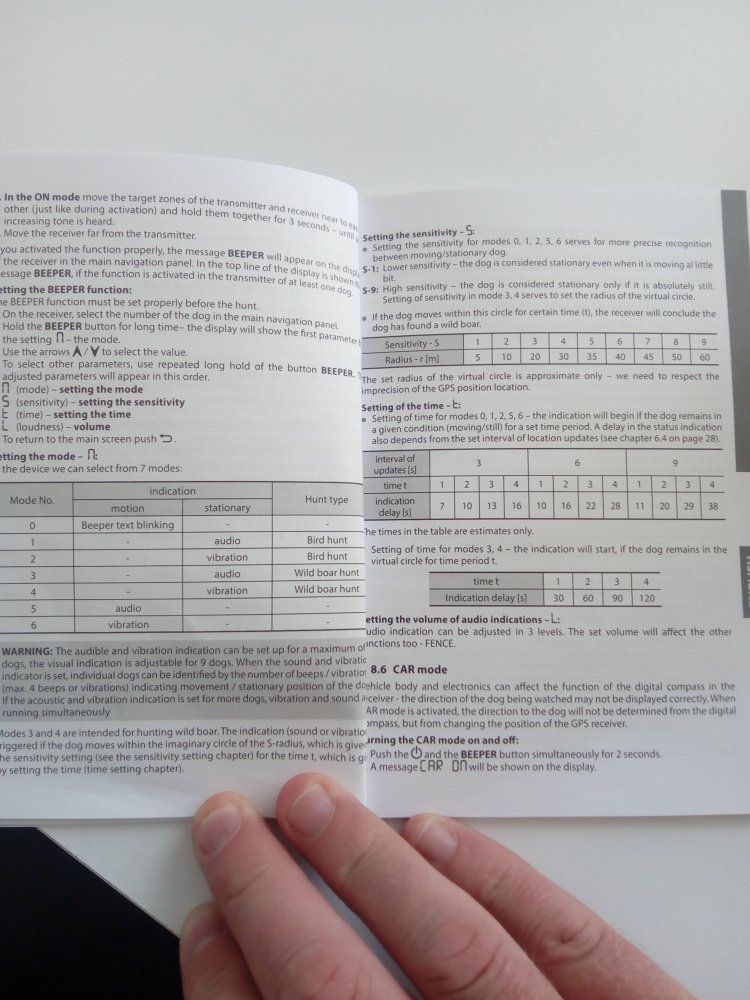 . In the ON mode move the target zones of the transmitter and receiver near to
other (just like during activation) and hold them together for 3 seconds – until
increasing tone is heard.
. Move the receiver far from the transmitter.
you activated the function properly, the message BEEPER will appear on the
the receiver in the main navigation panel. In the top line of the display is shown
essage BEEPER, if the function is activated in the transmitter of at least one dog.
etting the BEEPER function:
he BEEPER function must be set properly before the hunt.
On the receiver, select the number of the dog in the main navigation panel.
Hold the BEEPER button for long time– the display will show the first parameter
the setting – the mode.
Use the arrows / to select the value.
To select other parameters, use repeated long hold of the button BEEPER.
adjusted parameters will appear in this order.
(mode) – setting the mode
S (sensitivity) – setting the sensitivity
t (time) – setting the time
L (loudness) – volume
To return to the main screen push .
etting the mode – :
the device we can select from 7 modes:
Mode No. indication Hunt type
motion stationary
0 Beeper text blinking - -
1 - audio Bird hunt
2 - vibration Bird hunt
3 - audio Wild boar hunt
4 - vibration Wild boar hunt
5 audio - -
6 vibration - -
WARNING: The audible and vibration indication can be set up for a maximum of
dogs, the visual indication is adjustable for 9 dogs. When the sound and
indicator is set, individual dogs can be identified by the number of beeps /
(max. 4 beeps or vibrations) indicating movement / stationary position of the
If the acoustic and vibration indication is set for more dogs, vibration and sound
running simultaneously
Modes 3 and 4 are intended for hunting wild boar. The indication (sound or
riggered if the dog moves within the imaginary circle of the S-radius, which is
he sensitivity setting (see the sensitivity setting chapter) for the time t, which is
by setting the time (time setting chapter).
Setting the sensitivity – S:
• Setting the sensitivity for modes 0, 1, 2, 5, 6 serves for more precise recognition
between moving/stationary dog.
S-1: Lower sensitivity – the dog is considered stationary even when it is moving al little
bit.
S-9: High sensitivity – the dog is considered stationary only if it is absolutely still.
Setting of sensitivity in mode 3, 4 serves to set the radius of the virtual circle.
• If the dog moves within this circle for certain time (t), the receiver will conclude the
dog has found a wild boar.
Sensitivity - S 1 2 3 4 5 6 7 8 9
Radius - r [m] 5 10 20 30 35 40 45 50 60
The set radius of the virtual circle is approximate only – we need to respect the
imprecision of the GPS position location.
Setting of the time – t:
• Setting of time for modes 0, 1, 2, 5, 6 – the indication will begin if the dog remains in
a given condition (moving/still) for a set time period. A delay in the status indication
also depends from the set interval of location updates (see chapter 6.4 on page 28).
interval of updates [s] 3 6 9
time t 1 2 3 4 1 2 3 4 1 2 3 4
indication delay [s] 7 10 13 16 10 16 22 28 11 20 29 38
The times in the table are estimates only.
Setting of time for modes 3, 4 – the indication will start, if the dog remains in the
virtual circle for time period t.
time t 1 2 3 4
Indication delay [s] 30 60 90 120
etting the volume of audio indications – L:
udio indication can be adjusted in 3 levels. The set volume will affect the other
unctions too - FENCE.
8.6 CAR mode
ehicle body and electronics can affect the function of the digital compass in the
ceiver - the direction of the dog being watched may not be displayed correctly. When
AR mode is activated, the direction to the dog will not be determined from the digital
ompass, but from changing the position of the GPS receiver.
urning the CAR mode on and off:
Push the and the BEEPER button simultaneously for 2 seconds.
A message CAR ON will be shown on the display.